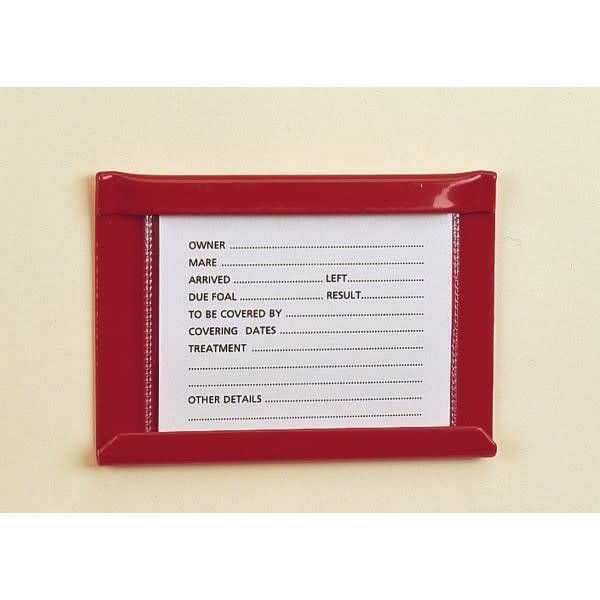 OWNER ........................................................
MARE ..........................................................
ARRIVED ........................... LEFT......................
DUE FOAL ........................ RESULT..................
TO BE COVERED BY ........................................
COVERING DATES ..........................................
TREATMENT ..................................................
....................................................................
....................................................................
OTHER DETAILS ..............................................
....................................................................